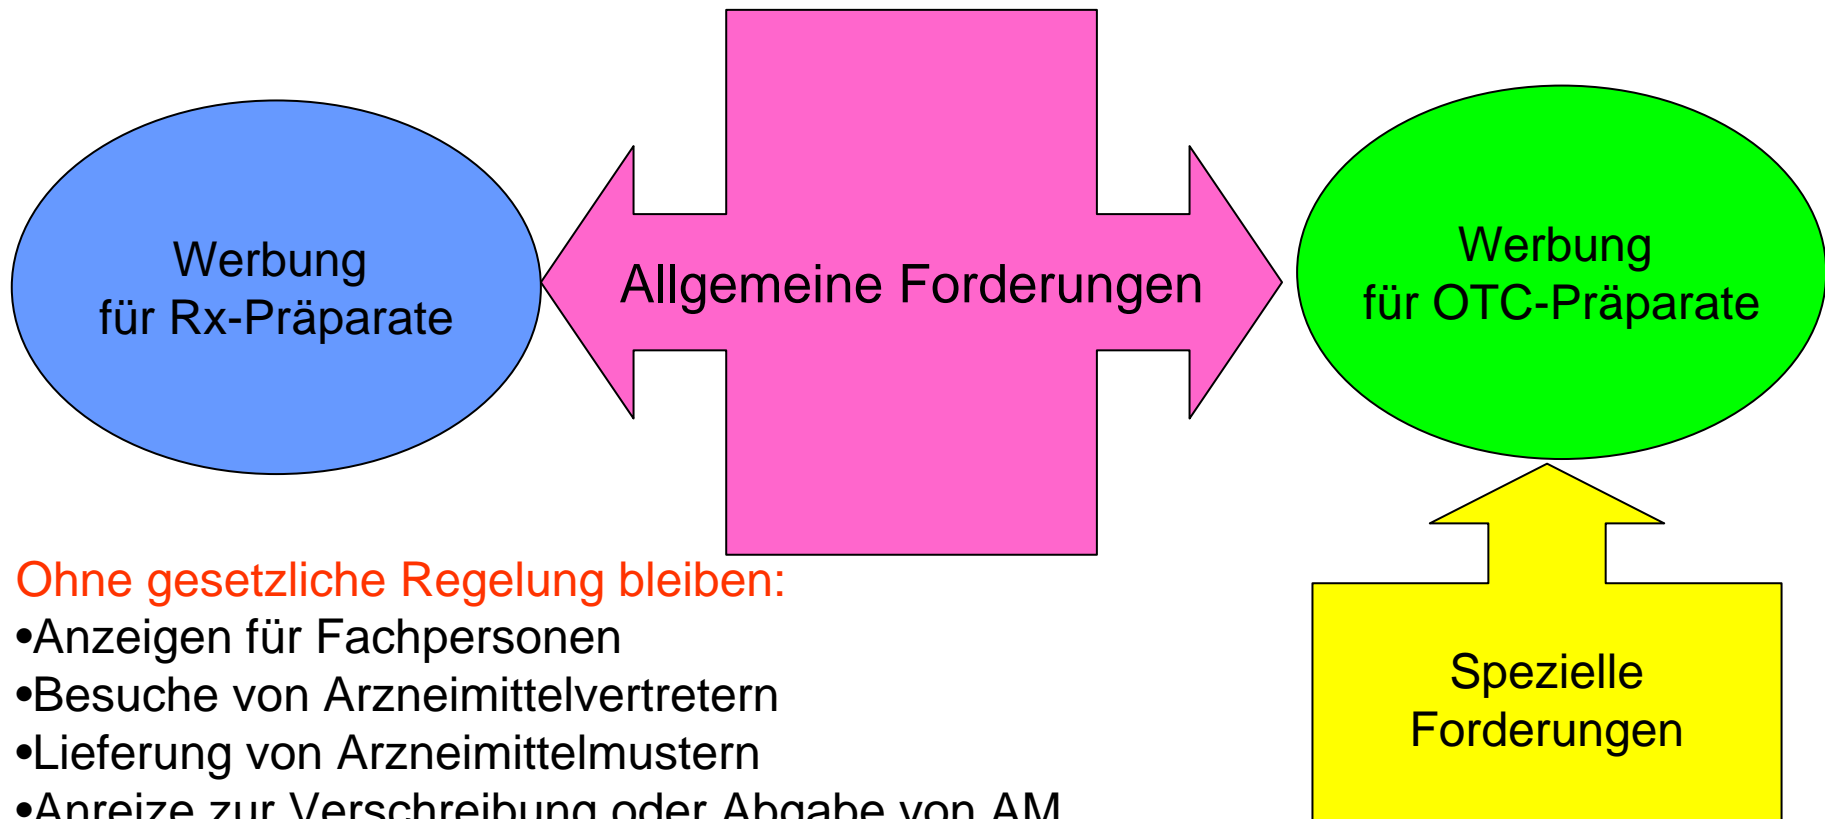 Werbung
für Rx-Präparate
Allgemeine Forderungen
Werbung
für OTC-Präparate
Ohne gesetzliche Regelung bleiben:
•Anzeigen für Fachpersonen
•Besuche von Arzneimittelvertretern
•Lieferung von Arzneimittelmustern
•Anreize zur Verschreibung oder Abgabe von AM
Spezielle
Forderungen